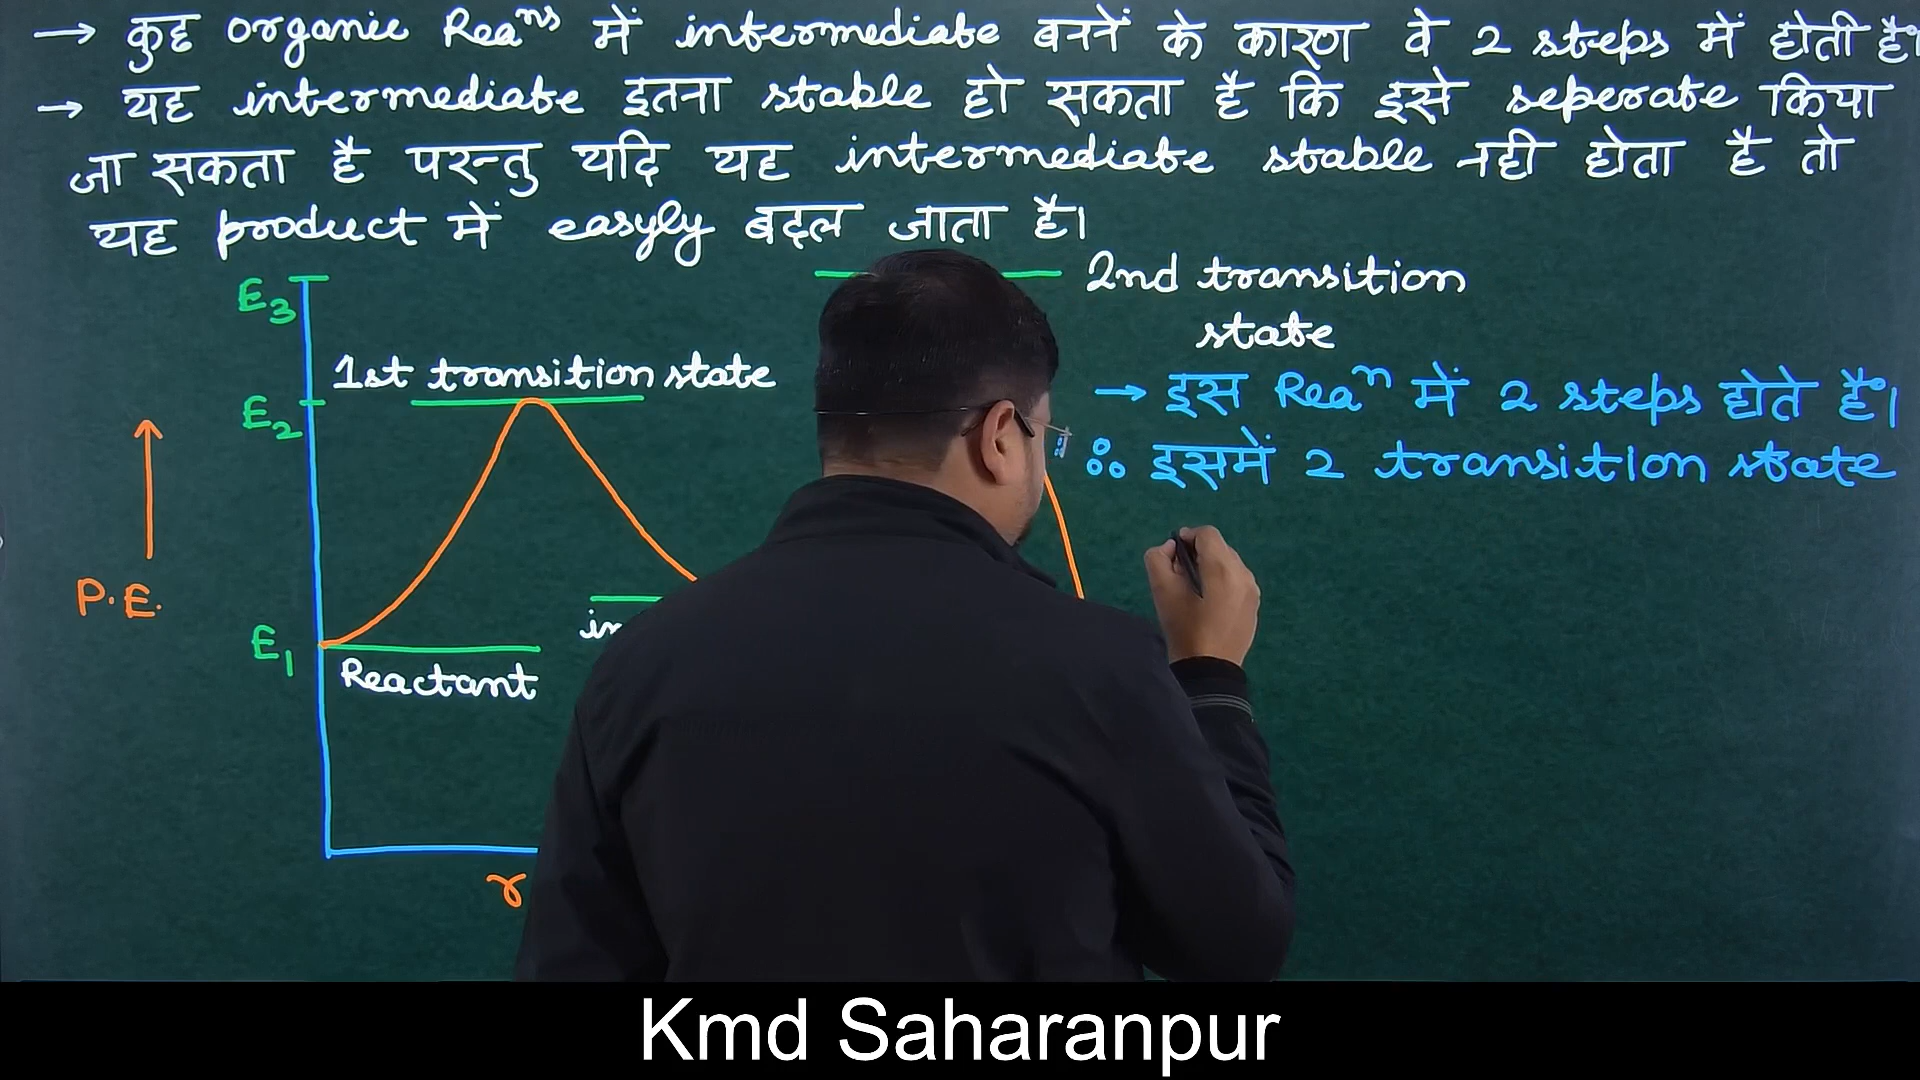 → कुछ organic Reaⁿˢ में intermediate बननें के कारण वे 2 steps में होती हैं।
→ यह intermediate इतना stable हो सकता है कि इसे seperate किया
जा सकता है परन्तु यदि यह intermediate stable नही होता है तो
यह product में easyly बदल जाता है।
2nd transition
state
E₃
1st transition state
E₂
→ इस Reaⁿ में 2 steps होते हैं।
∴ इसमें 2 transition state
P.E.
E₁
Reactant
Kmd Saharanpur